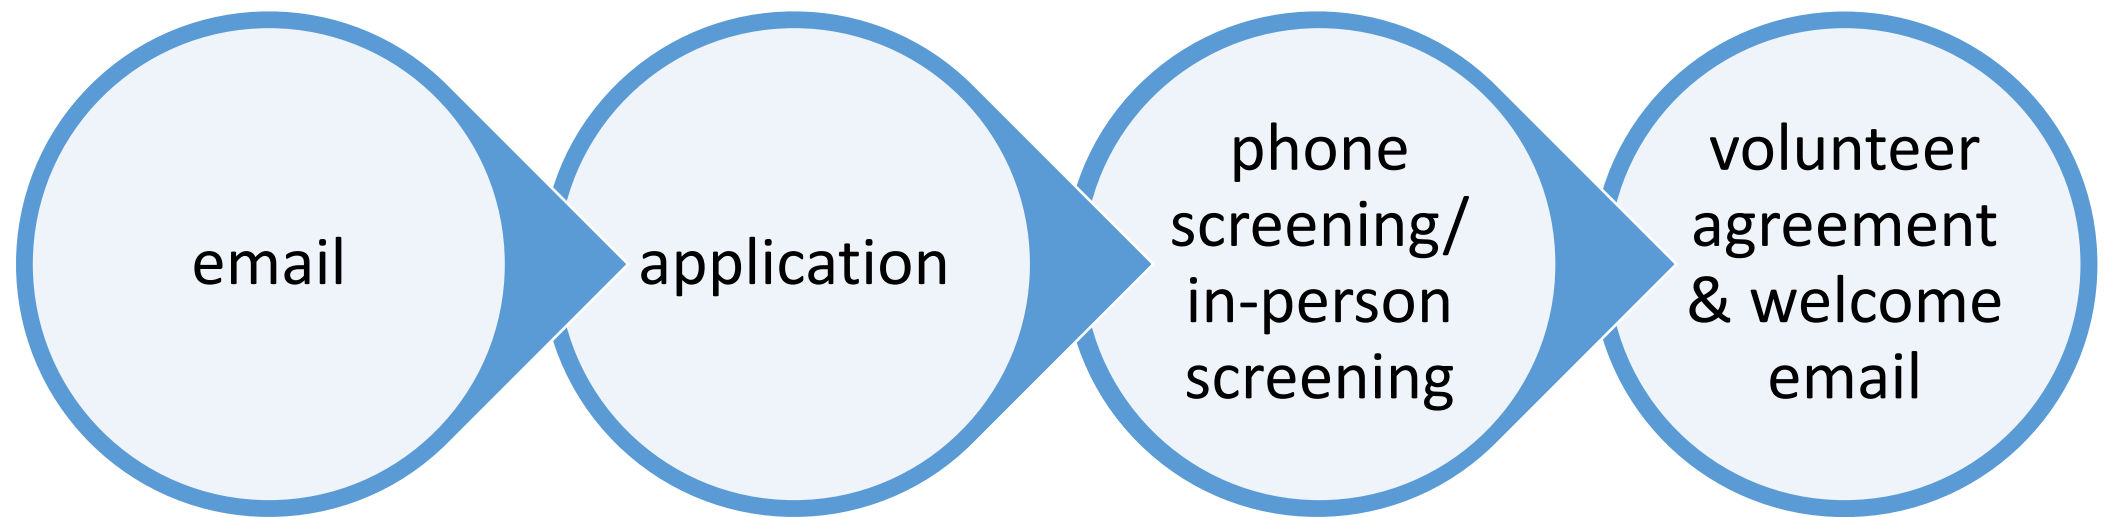 email
application
phone
screening/
in-person
screening
volunteer
agreement
& welcome
email